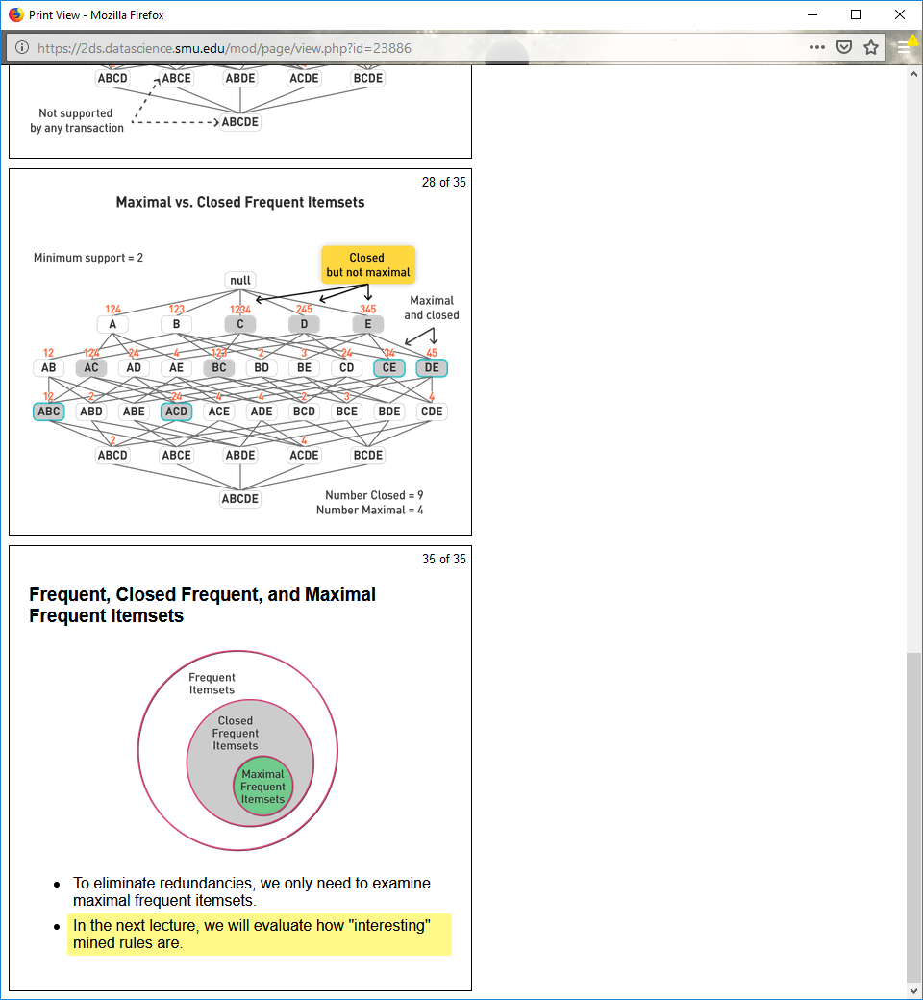 Print View - Mozilla Firefox
https://2ds.datascience.smu.edu/mod/page/view.php?id=23886
ABCD ABCE ABDE ACDE BCDE
Not supported
by any transaction
ABCDE
28 of 35
Maximal vs. Closed Frequent Itemsets
Minimum support = 2
Closed
but not maximal
null
Maximal
and closed
124 123 1234 245 345
A B C D E
12 124 24 4 123 2 3 24 34 45
AB AC AD AE BC BD BE CD CE DE
12 2 24 4 4 2 3 4
ABC ABD ABE ACD ACE ADE BCD BCE BDE CDE
2 4
ABCD ABCE ABDE ACDE BCDE
ABCDE
Number Closed = 9
Number Maximal = 4
35 of 35
Frequent, Closed Frequent, and Maximal
Frequent Itemsets
Frequent
Itemsets
Closed
Frequent
Itemsets
Maximal
Frequent
Itemsets
• To eliminate redundancies, we only need to examine
maximal frequent itemsets.
• In the next lecture, we will evaluate how "interesting"
mined rules are.